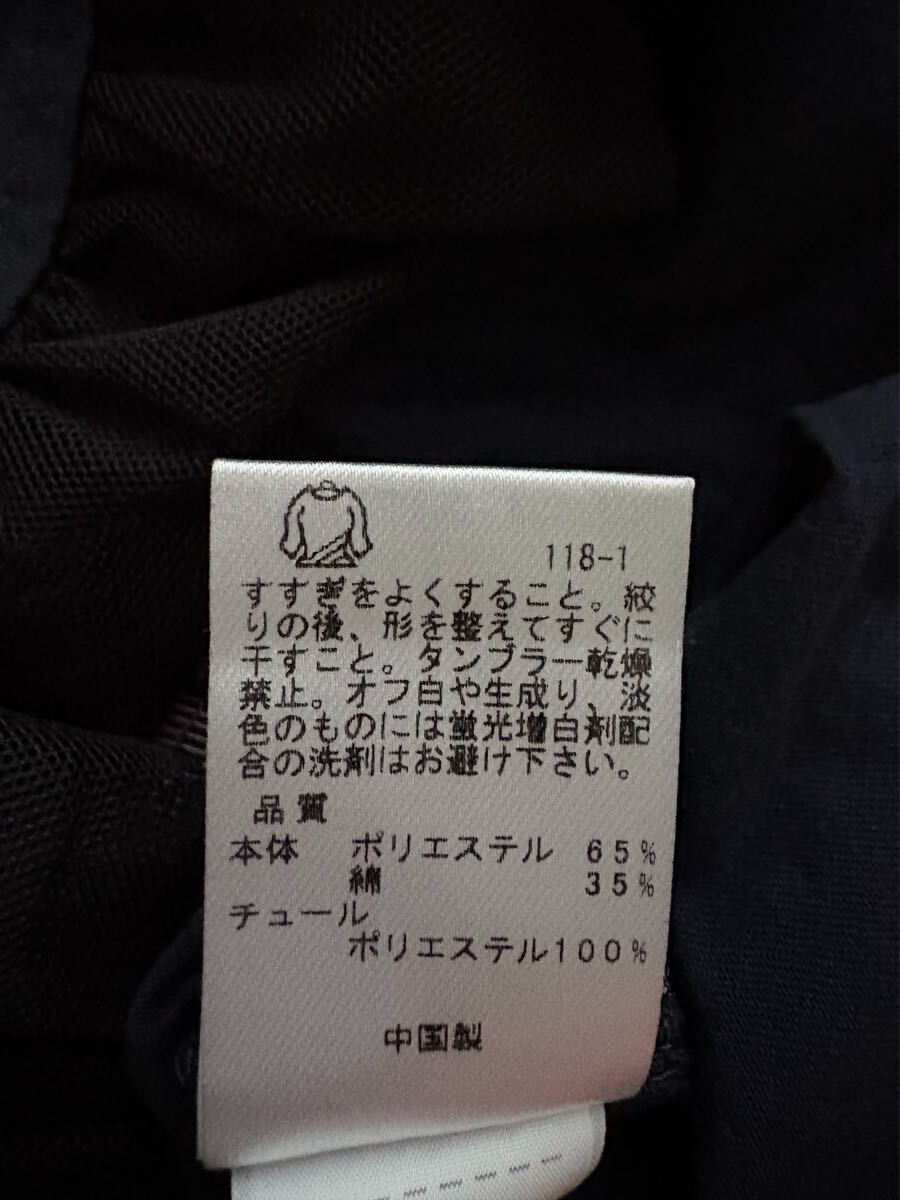 118-1
すすぎをよくすること。絞
りの後、形を整えてすぐに
干すこと。タンブラー乾燥
禁止。オフ白や生成り、淡
色のものには蛍光増白剤配
合の洗剤はお避け下さい。
品質
本体 ポリエステル 65%
綿 35%
チュール
ポリエステル100%
中国製